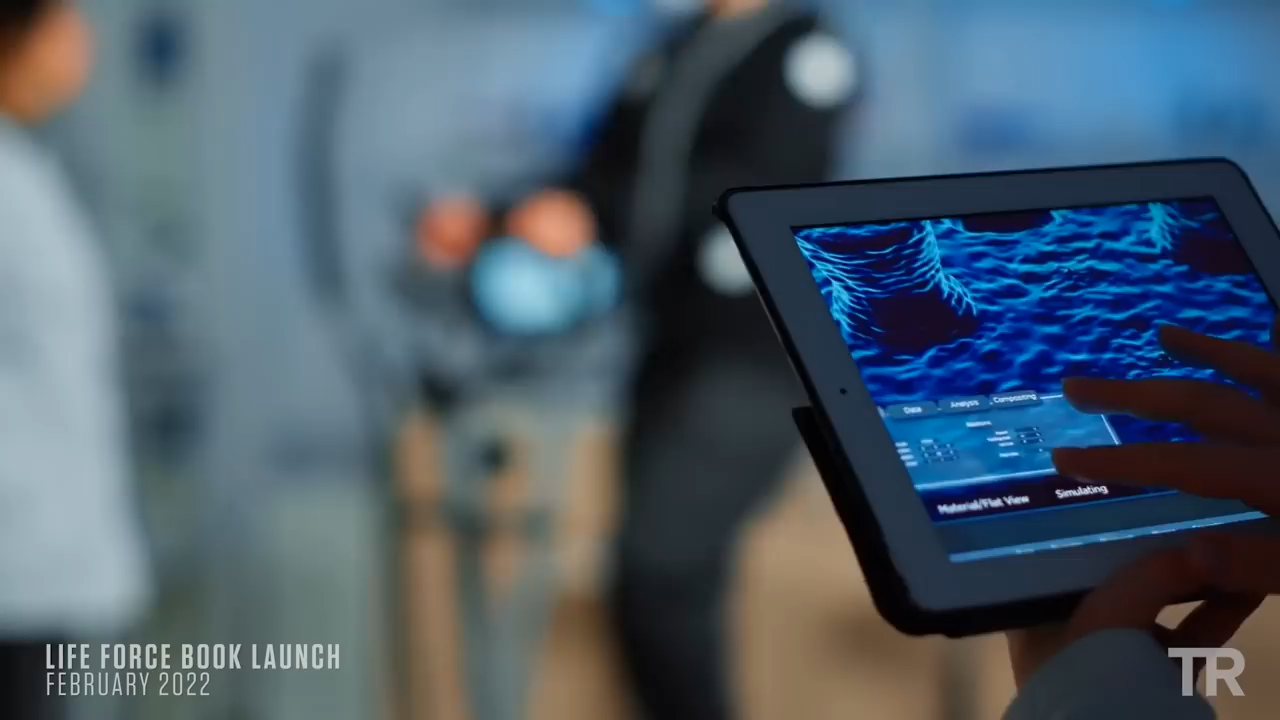 Data Analysis Compositing
Material/Flat View Simulating
LIFE FORCE BOOK LAUNCH
FEBRUARY 2022
TR